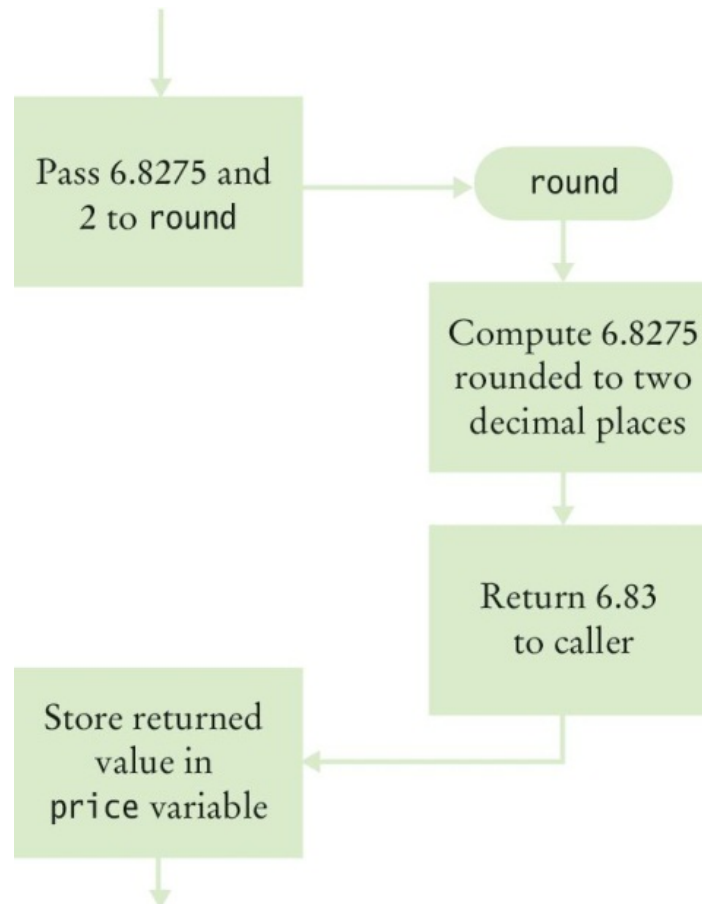 Pass 6.8275 and
2 to round
round
Compute 6.8275
rounded to two
decimal places
Return 6.83
to caller
Store returned
value in
price variable